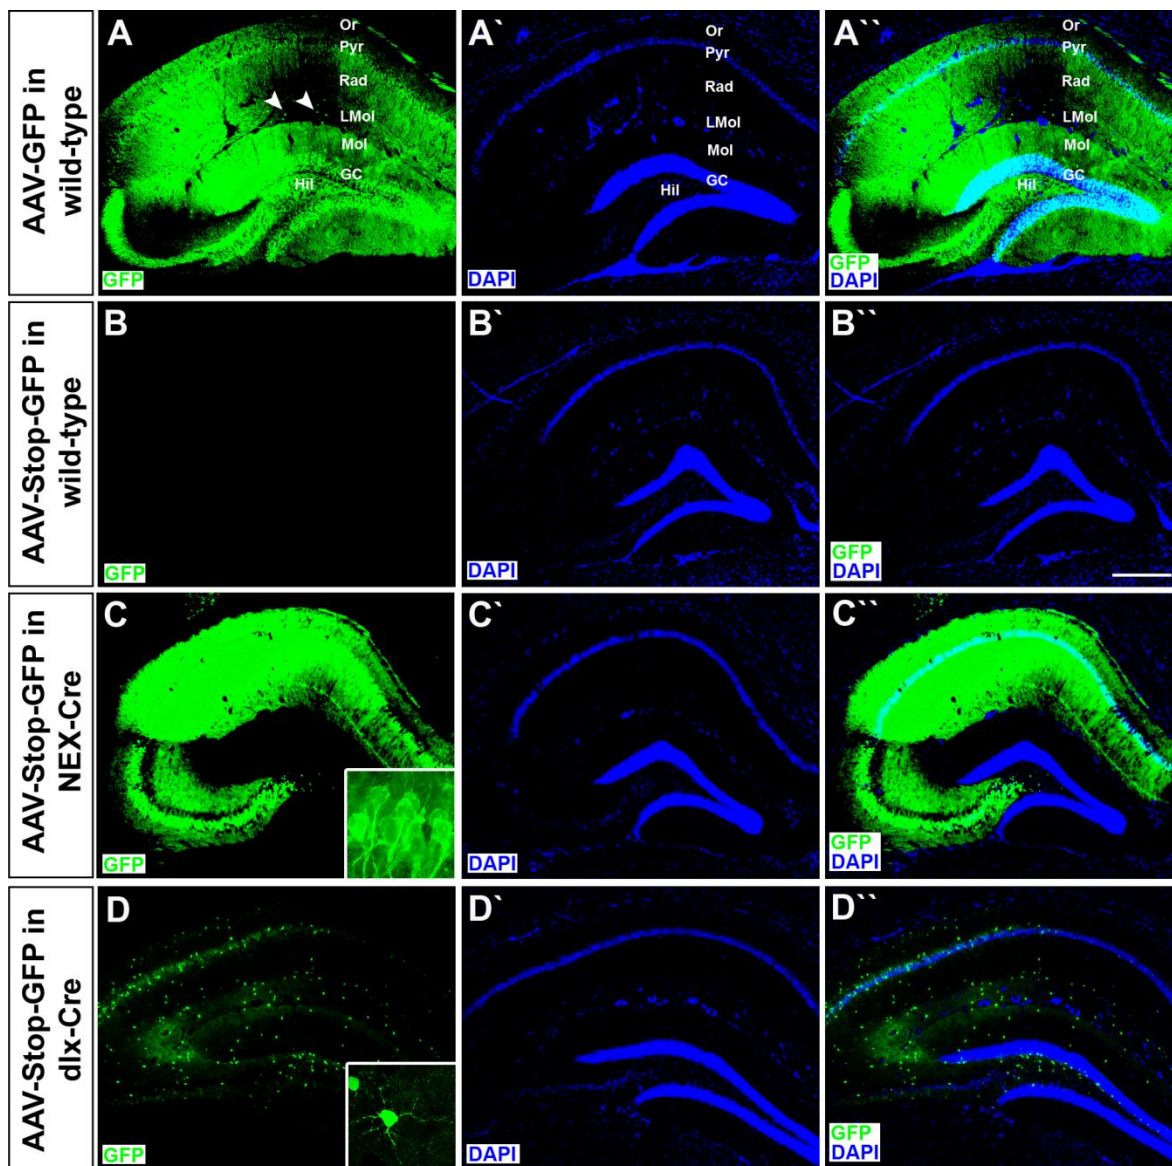 AAV-GFP in
wild-type
A
Or
Pyr
Rad
LMol
Mol
GC
Hil
GFP
A`
Or
Pyr
Rad
LMol
Mol
GC
Hil
DAPI
A``
Or
Pyr
Rad
LMol
Mol
GC
Hil
GFP
DAPI
AAV-Stop-GFP in
wild-type
B
GFP
B`
DAPI
B``
GFP
DAPI
AAV-Stop-GFP in
NEX-Cre
C
GFP
C`
DAPI
C``
GFP
DAPI
AAV-Stop-GFP in
dlx-Cre
D
GFP
D`
DAPI
D``
GFP
DAPI